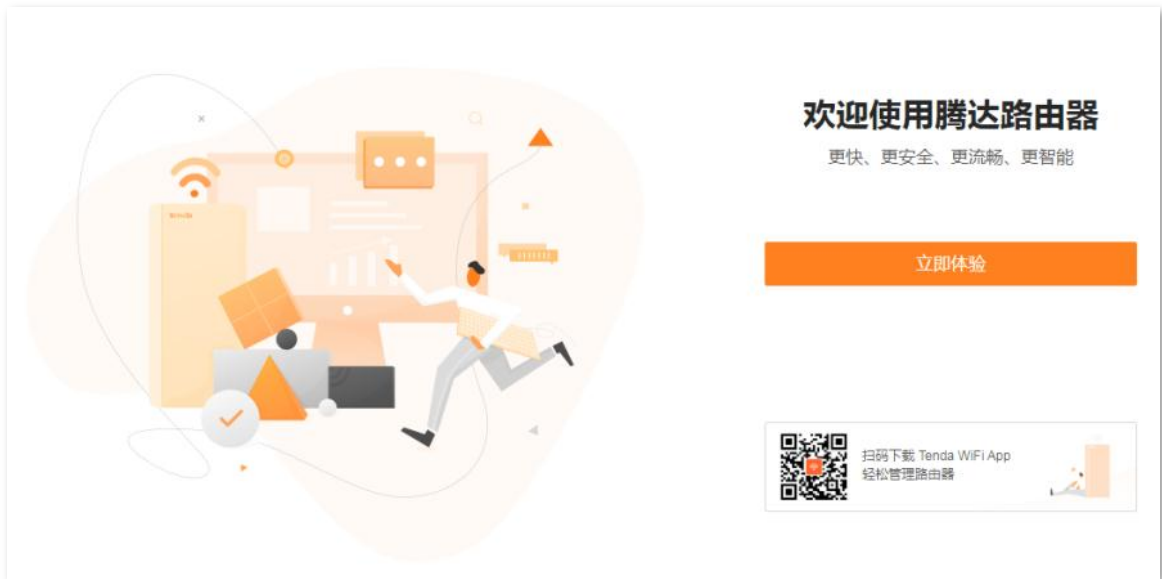 欢迎使用腾达路由器
更快、更安全、更流畅、更智能
立即体验
扫码下载 Tenda WiFi App
轻松管理路由器